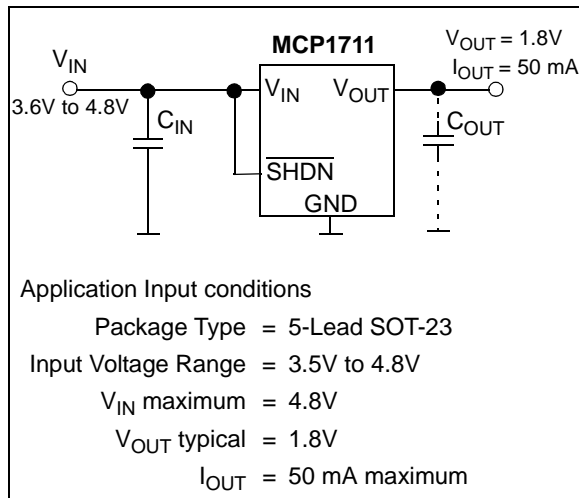 MCP1711
V_OUT = 1.8V
I_OUT = 50 mA
V_IN
3.6V to 4.8V
C_IN
V_IN
V_OUT
C_OUT
SHDN
GND
Application Input conditions
Package Type = 5-Lead SOT-23
Input Voltage Range = 3.5V to 4.8V
V_IN maximum = 4.8V
V_OUT typical = 1.8V
I_OUT = 50 mA maximum